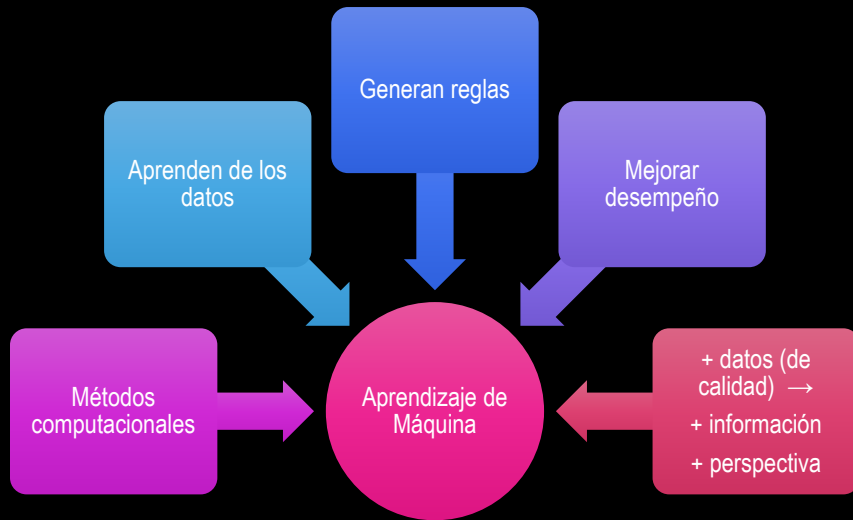 Generan reglas
Aprenden de los
datos
Mejorar
desempeño
Métodos
computacionales
Aprendizaje de
Máquina
+ datos (de
calidad) →
+ información
+ perspectiva